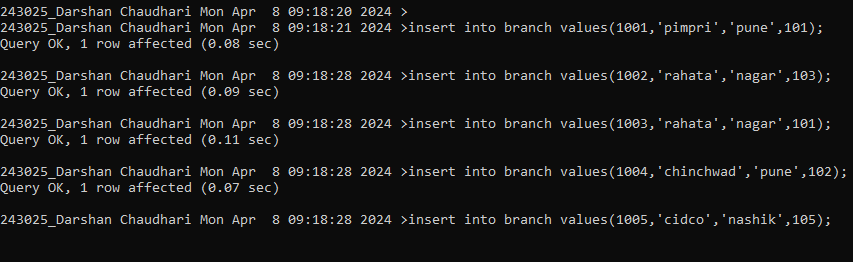 243025_Darshan Chaudhari Mon Apr  8 09:18:20 2024 >
243025_Darshan Chaudhari Mon Apr  8 09:18:21 2024 >insert into branch values(1001,'pimpri','pune',101);
Query OK, 1 row affected (0.08 sec)
243025_Darshan Chaudhari Mon Apr  8 09:18:28 2024 >insert into branch values(1002,'rahata','nagar',103);
Query OK, 1 row affected (0.09 sec)
243025_Darshan Chaudhari Mon Apr  8 09:18:28 2024 >insert into branch values(1003,'rahata','nagar',101);
Query OK, 1 row affected (0.11 sec)
243025_Darshan Chaudhari Mon Apr  8 09:18:28 2024 >insert into branch values(1004,'chinchwad','pune',102);
Query OK, 1 row affected (0.07 sec)
243025_Darshan Chaudhari Mon Apr  8 09:18:28 2024 >insert into branch values(1005,'cidco','nashik',105);